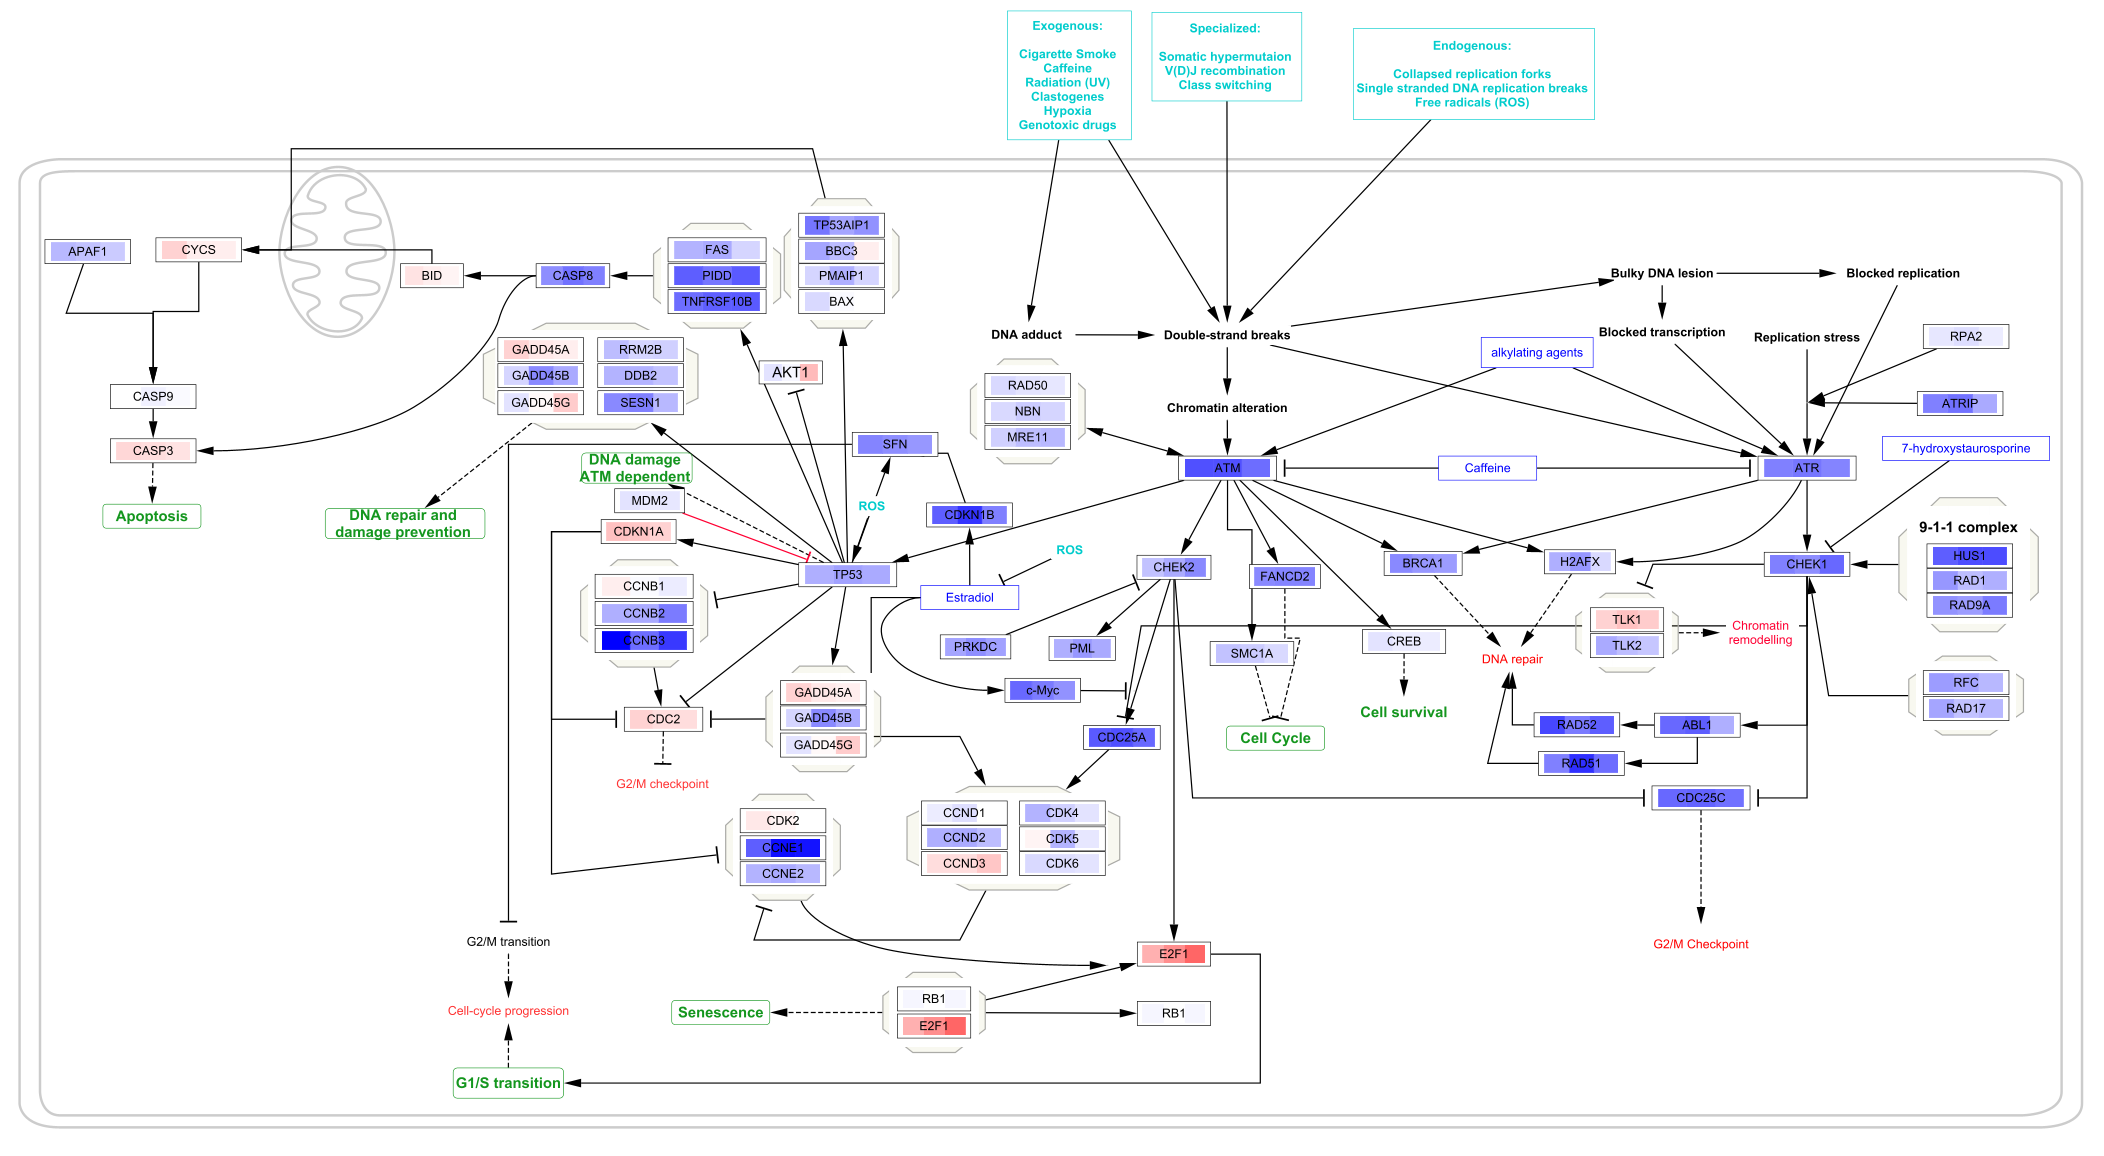 Exogenous:
Cigarette Smoke
Caffeine
Radiation (UV)
Clastogenes
Hypoxia
Genotoxic drugs
Specialized:
Somatic hypermutaion
V(D)J recombination
Class switching
Endogenous:
Collapsed replication forks
Single stranded DNA replication breaks
Free radicals (ROS)
APAF1
CYCS
BID
CASP8
FAS
PIDD
TNFRSF10B
TP53AIP1
BBC3
PMAIP1
BAX
DNA adduct
Double-strand breaks
Bulky DNA lesion
Blocked replication
Blocked transcription
Replication stress
RPA2
alkylating agents
ATRIP
GADD45A
GADD45B
GADD45G
RRM2B
DDB2
SESN1
AKT1
RAD50
NBN
MRE11
Chromatin alteration
CASP9
CASP3
Apoptosis
DNA repair and
damage prevention
DNA damage
ATM dependent
MDM2
CDKN1A
SFN
ROS
CDKN1B
ATM
Caffeine
ATR
7-hydroxystaurosporine
9-1-1 complex
HUS1
RAD1
RAD9A
TP53
ROS
Estradiol
CHEK2
FANCD2
BRCA1
H2AFX
CHEK1
CCNB1
CCNB2
CCNB3
PRKDC
PML
SMC1A
CREB
DNA repair
TLK1
TLK2
Chromatin
remodelling
RFC
RAD17
CDC2
G2/M checkpoint
GADD45A
GADD45B
GADD45G
c-Myc
CDC25A
Cell Cycle
Cell survival
RAD52
ABL1
RAD51
CDC25C
CDK2
CCNE1
CCNE2
CCND1
CCND2
CCND3
CDK4
CDK5
CDK6
G2/M transition
Cell-cycle progression
G1/S transition
E2F1
G2/M Checkpoint
Senescence
RB1
E2F1
RB1